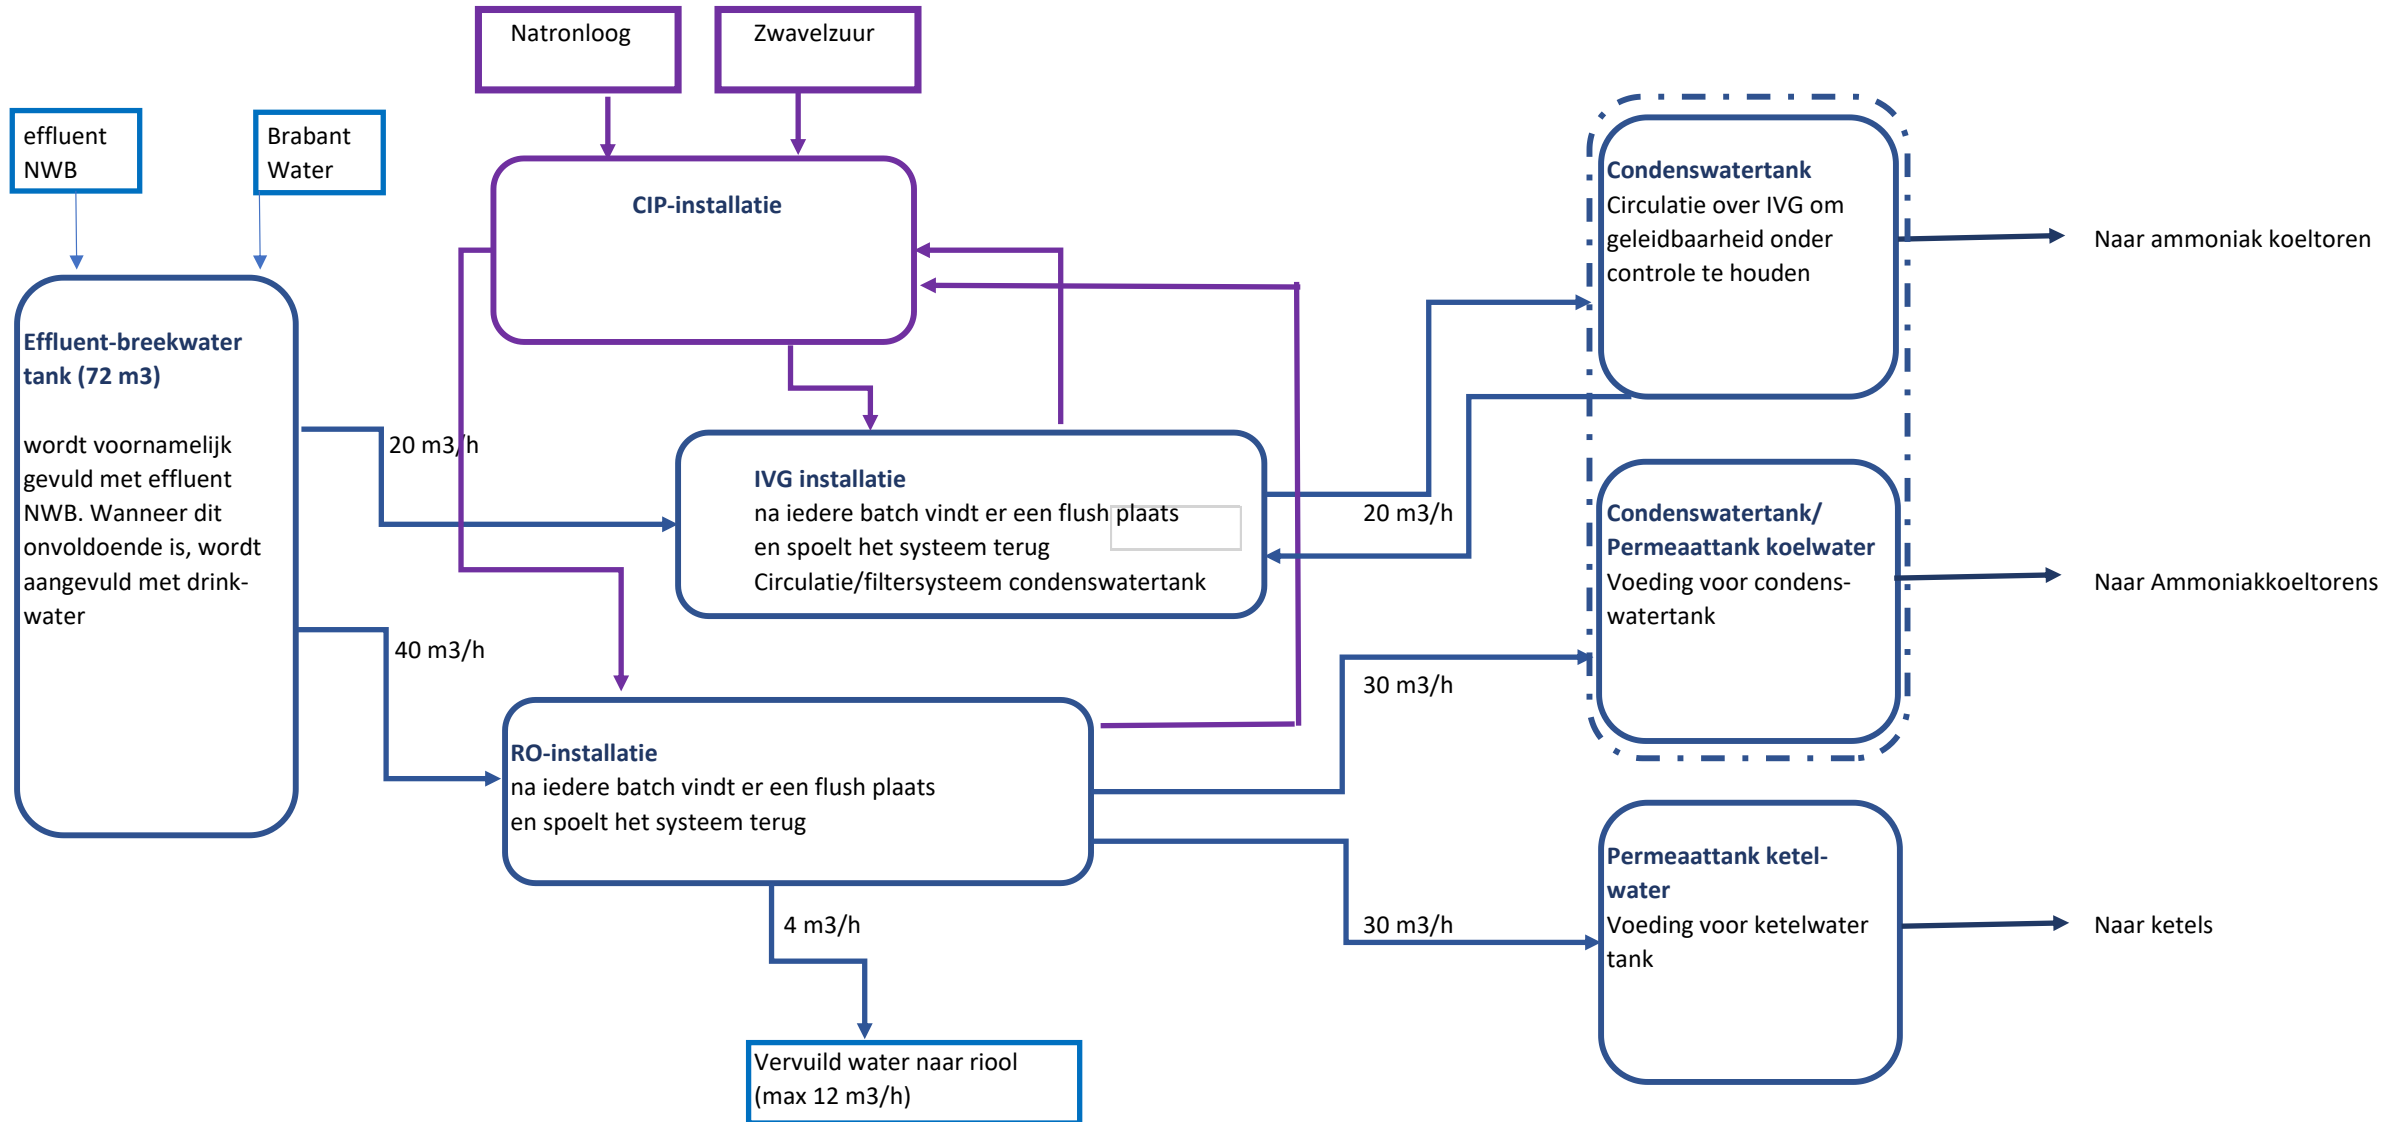 Natronloog
Zwavelzuur
effluent
NWB
Brabant
Water
CIP-installatie
Effluent-breekwater
tank (72 m3)
wordt voornamelijk
gevuld met effluent
NWB. Wanneer dit
onvoldoende is, wordt
aangevuld met drink-
water
20 m3/h
40 m3/h
IVG installatie
na iedere batch vindt er een flush plaats
en spoelt het systeem terug
Circulatie/filtersysteem condenswatertank
RO-installatie
na iedere batch vindt er een flush plaats
en spoelt het systeem terug
4 m3/h
Vervuild water naar riool
(max 12 m3/h)
20 m3/h
30 m3/h
30 m3/h
Condenswatertank
Circulatie over IVG om
geleidbaarheid onder
controle te houden
Naar ammoniak koeltoren
Condenswatertank/
Permeaattank koelwater
Voeding voor condens-
watertank
Naar Ammoniakkoeltorens
Permeaattank ketel-
water
Voeding voor ketelwater
tank
Naar ketels